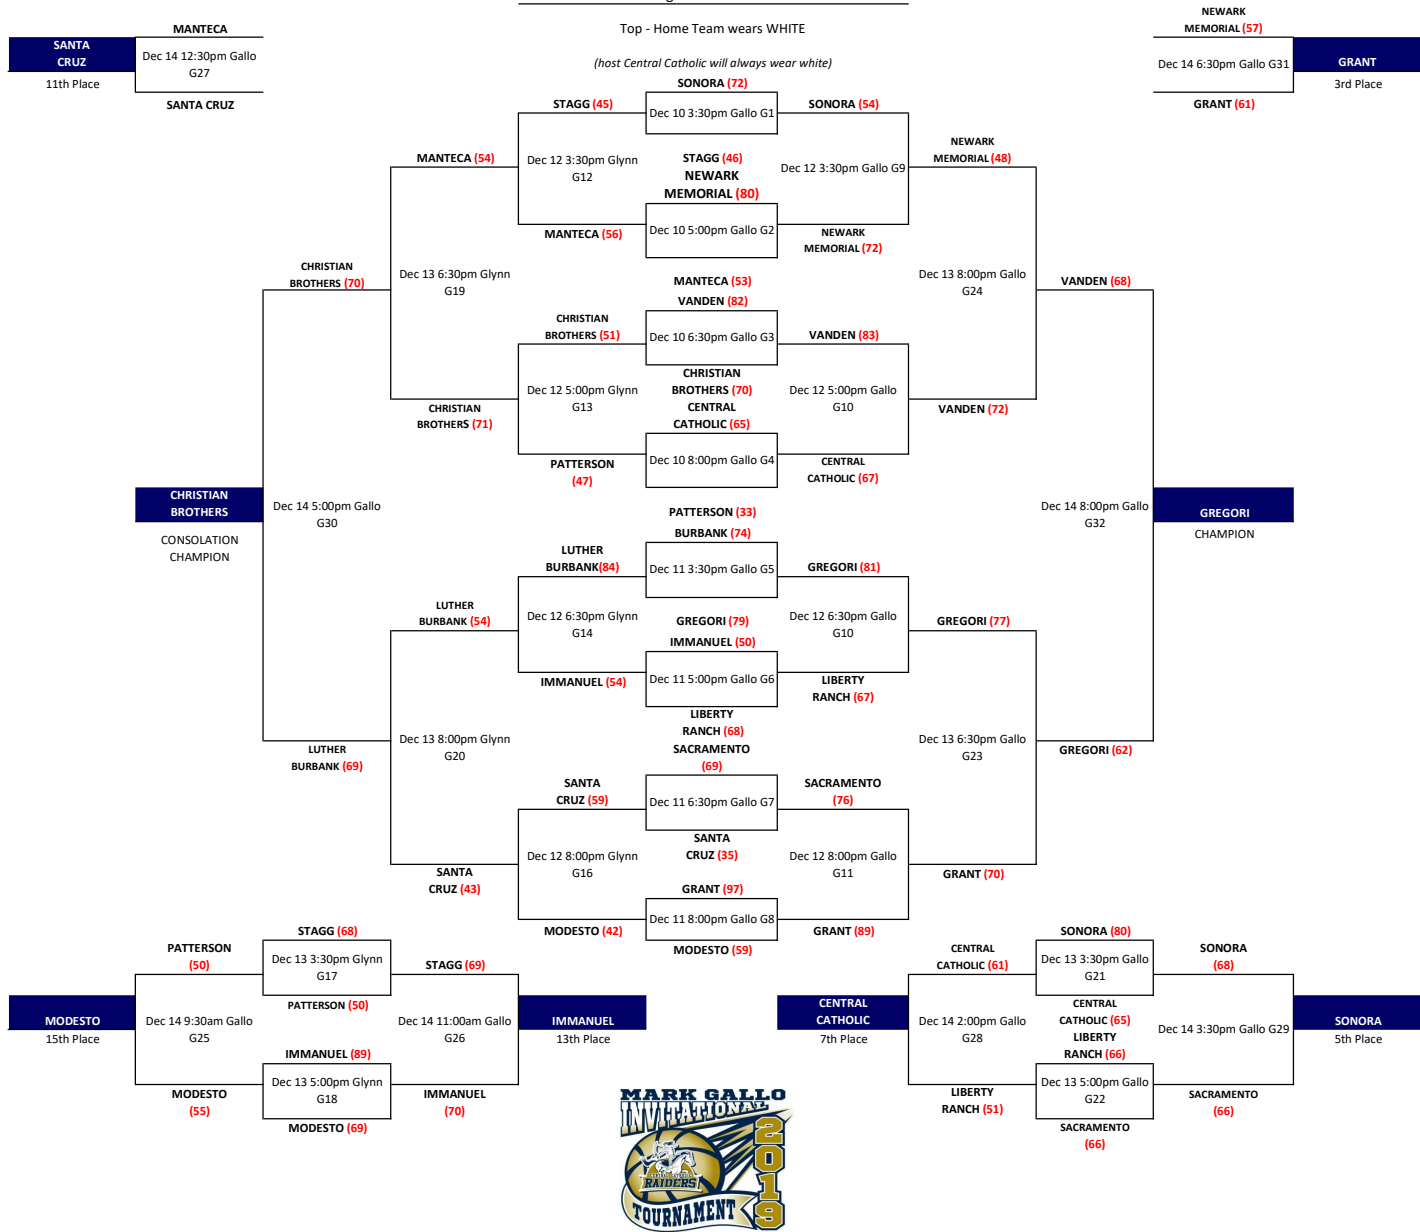 Top - Home Team wears WHITE
(host Central Catholic will always wear white)
MANTECA
SANTA
CRUZ
11th Place
Dec 14 12:30pm Gallo
G27
SANTA CRUZ
NEWARK
MEMORIAL (57)
Dec 14 6:30pm Gallo G31
GRANT
3rd Place
GRANT (61)
SONORA (72)
Dec 10 3:30pm Gallo G1
STAGG (46)
NEWARK
MEMORIAL (80)
Dec 10 5:00pm Gallo G2
MANTECA (53)
VANDEN (82)
Dec 10 6:30pm Gallo G3
CHRISTIAN
BROTHERS (70)
CENTRAL
CATHOLIC (65)
Dec 10 8:00pm Gallo G4
PATTERSON (33)
BURBANK (74)
Dec 11 3:30pm Gallo G5
GREGORI (79)
IMMANUEL (50)
Dec 11 5:00pm Gallo G6
LIBERTY
RANCH (68)
SACRAMENTO
(69)
Dec 11 6:30pm Gallo G7
SANTA
CRUZ (35)
GRANT (97)
Dec 11 8:00pm Gallo G8
MODESTO (59)
STAGG (45)
Dec 12 3:30pm Glynn
G12
MANTECA (56)
CHRISTIAN
BROTHERS (51)
Dec 12 5:00pm Glynn
G13
PATTERSON
(47)
LUTHER
BURBANK(84)
Dec 12 6:30pm Glynn
G14
IMMANUEL (54)
SANTA
CRUZ (59)
Dec 12 8:00pm Glynn
G16
MODESTO (42)
MANTECA (54)
Dec 13 6:30pm Glynn
G19
CHRISTIAN
BROTHERS (71)
LUTHER
BURBANK (54)
Dec 13 8:00pm Glynn
G20
SANTA
CRUZ (43)
CHRISTIAN
BROTHERS (70)
Dec 14 5:00pm Gallo
G30
LUTHER
BURBANK (69)
CHRISTIAN
BROTHERS
CONSOLATION
CHAMPION
SONORA (54)
Dec 12 3:30pm Gallo G9
NEWARK
MEMORIAL (72)
VANDEN (83)
Dec 12 5:00pm Gallo
G10
CENTRAL
CATHOLIC (67)
GREGORI (81)
Dec 12 6:30pm Gallo
G10
LIBERTY
RANCH (67)
SACRAMENTO
(76)
Dec 12 8:00pm Gallo
G11
GRANT (89)
NEWARK
MEMORIAL (48)
Dec 13 8:00pm Gallo
G24
VANDEN (72)
GREGORI (77)
Dec 13 6:30pm Gallo
G23
GRANT (70)
VANDEN (68)
Dec 14 8:00pm Gallo
G32
GREGORI (62)
GREGORI
CHAMPION
STAGG (68)
Dec 13 3:30pm Glynn
G17
PATTERSON (50)
IMMANUEL (89)
Dec 13 5:00pm Glynn
G18
MODESTO (69)
PATTERSON
(50)
Dec 14 9:30am Gallo
G25
MODESTO
(55)
MODESTO
15th Place
STAGG (69)
Dec 14 11:00am Gallo
G26
IMMANUEL
(70)
IMMANUEL
13th Place
SONORA (80)
Dec 13 3:30pm Gallo
G21
CENTRAL
CATHOLIC (65)
LIBERTY
RANCH (66)
Dec 13 5:00pm Gallo
G22
SACRAMENTO
(66)
CENTRAL
CATHOLIC (61)
Dec 14 2:00pm Gallo
G28
LIBERTY
RANCH (51)
CENTRAL
CATHOLIC
7th Place
SONORA
(68)
Dec 14 3:30pm Gallo G29
SACRAMENTO
(66)
SONORA
5th Place
MARK GALLO
INVITATIONAL
2019
RAIDERS
TOURNAMENT